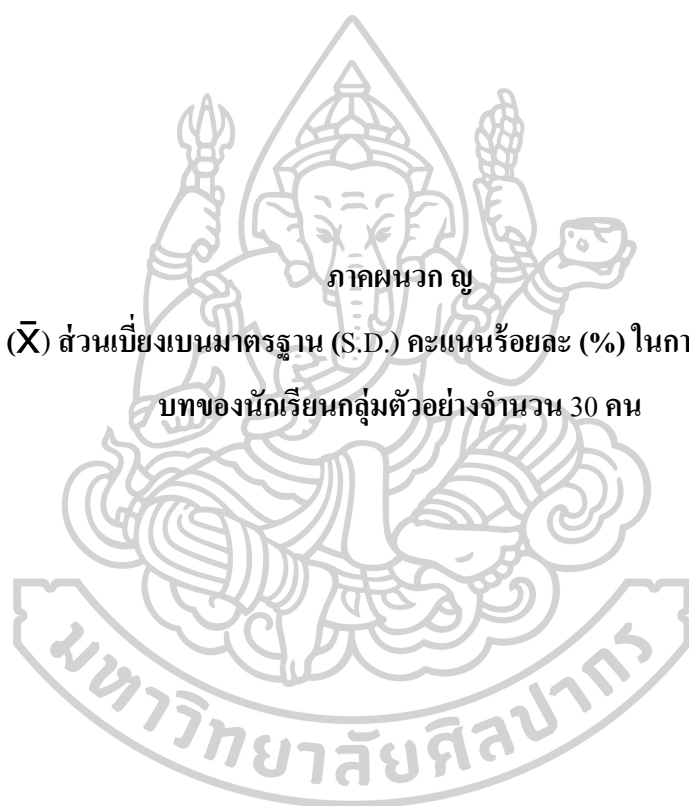 ภาคผนวก ญ
(X̄) ส่วนเบี่ยงเบนมาตรฐาน (S.D.) คะแนนร้อยละ (%) ในกา
บทของนักเรียนกลุ่มตัวอย่างจำนวน 30 คน
มหาวิทยาลัยศิลปากร